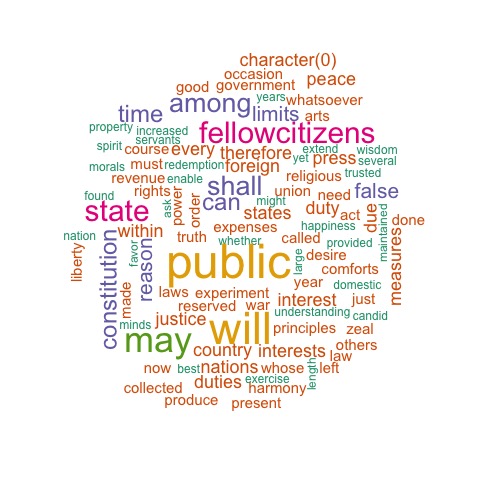 character(0)
occasion
good government peace
years whatsoever
time among limits arts
property increased fellowcitizens
servants
spirit course every therefore extend wisdom
morals must redemption foreign yet press several
revenue enable religious trusted
found rights power shall might union need false
state ask order can states duty act due maintained done
nation within truth expenses called happiness
favor whether provided
liberty constitution reason public large desire measures
comforts
made laws experiment war year domestic
reserved interest just
minds justice will understanding candid
may principles zeal
country interests others
law
now best nations whose left
duties exercise length
collected harmony
produce present